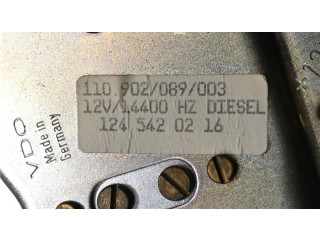 110.902/089/003
12V/14400 HZ DIESEL
124 542 02 16
VDO
Made in
Germany